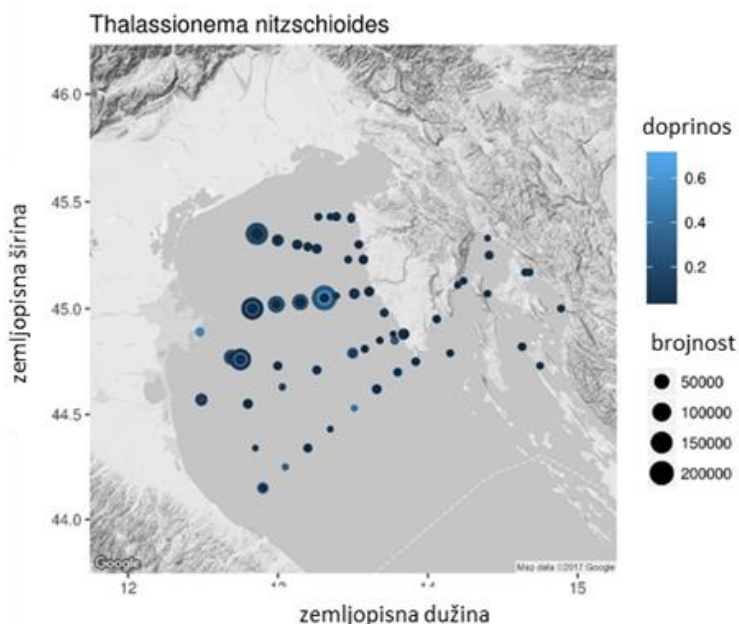 Thalassionema nitzschioides
46.0
45.5
45.0
44.5
44.0
zemljopisna širina
12
14
15
zemljopisna dužina
Google
Map data ©2017 Google
doprinos
0.6
0.4
0.2
brojnost
50000
100000
150000
200000